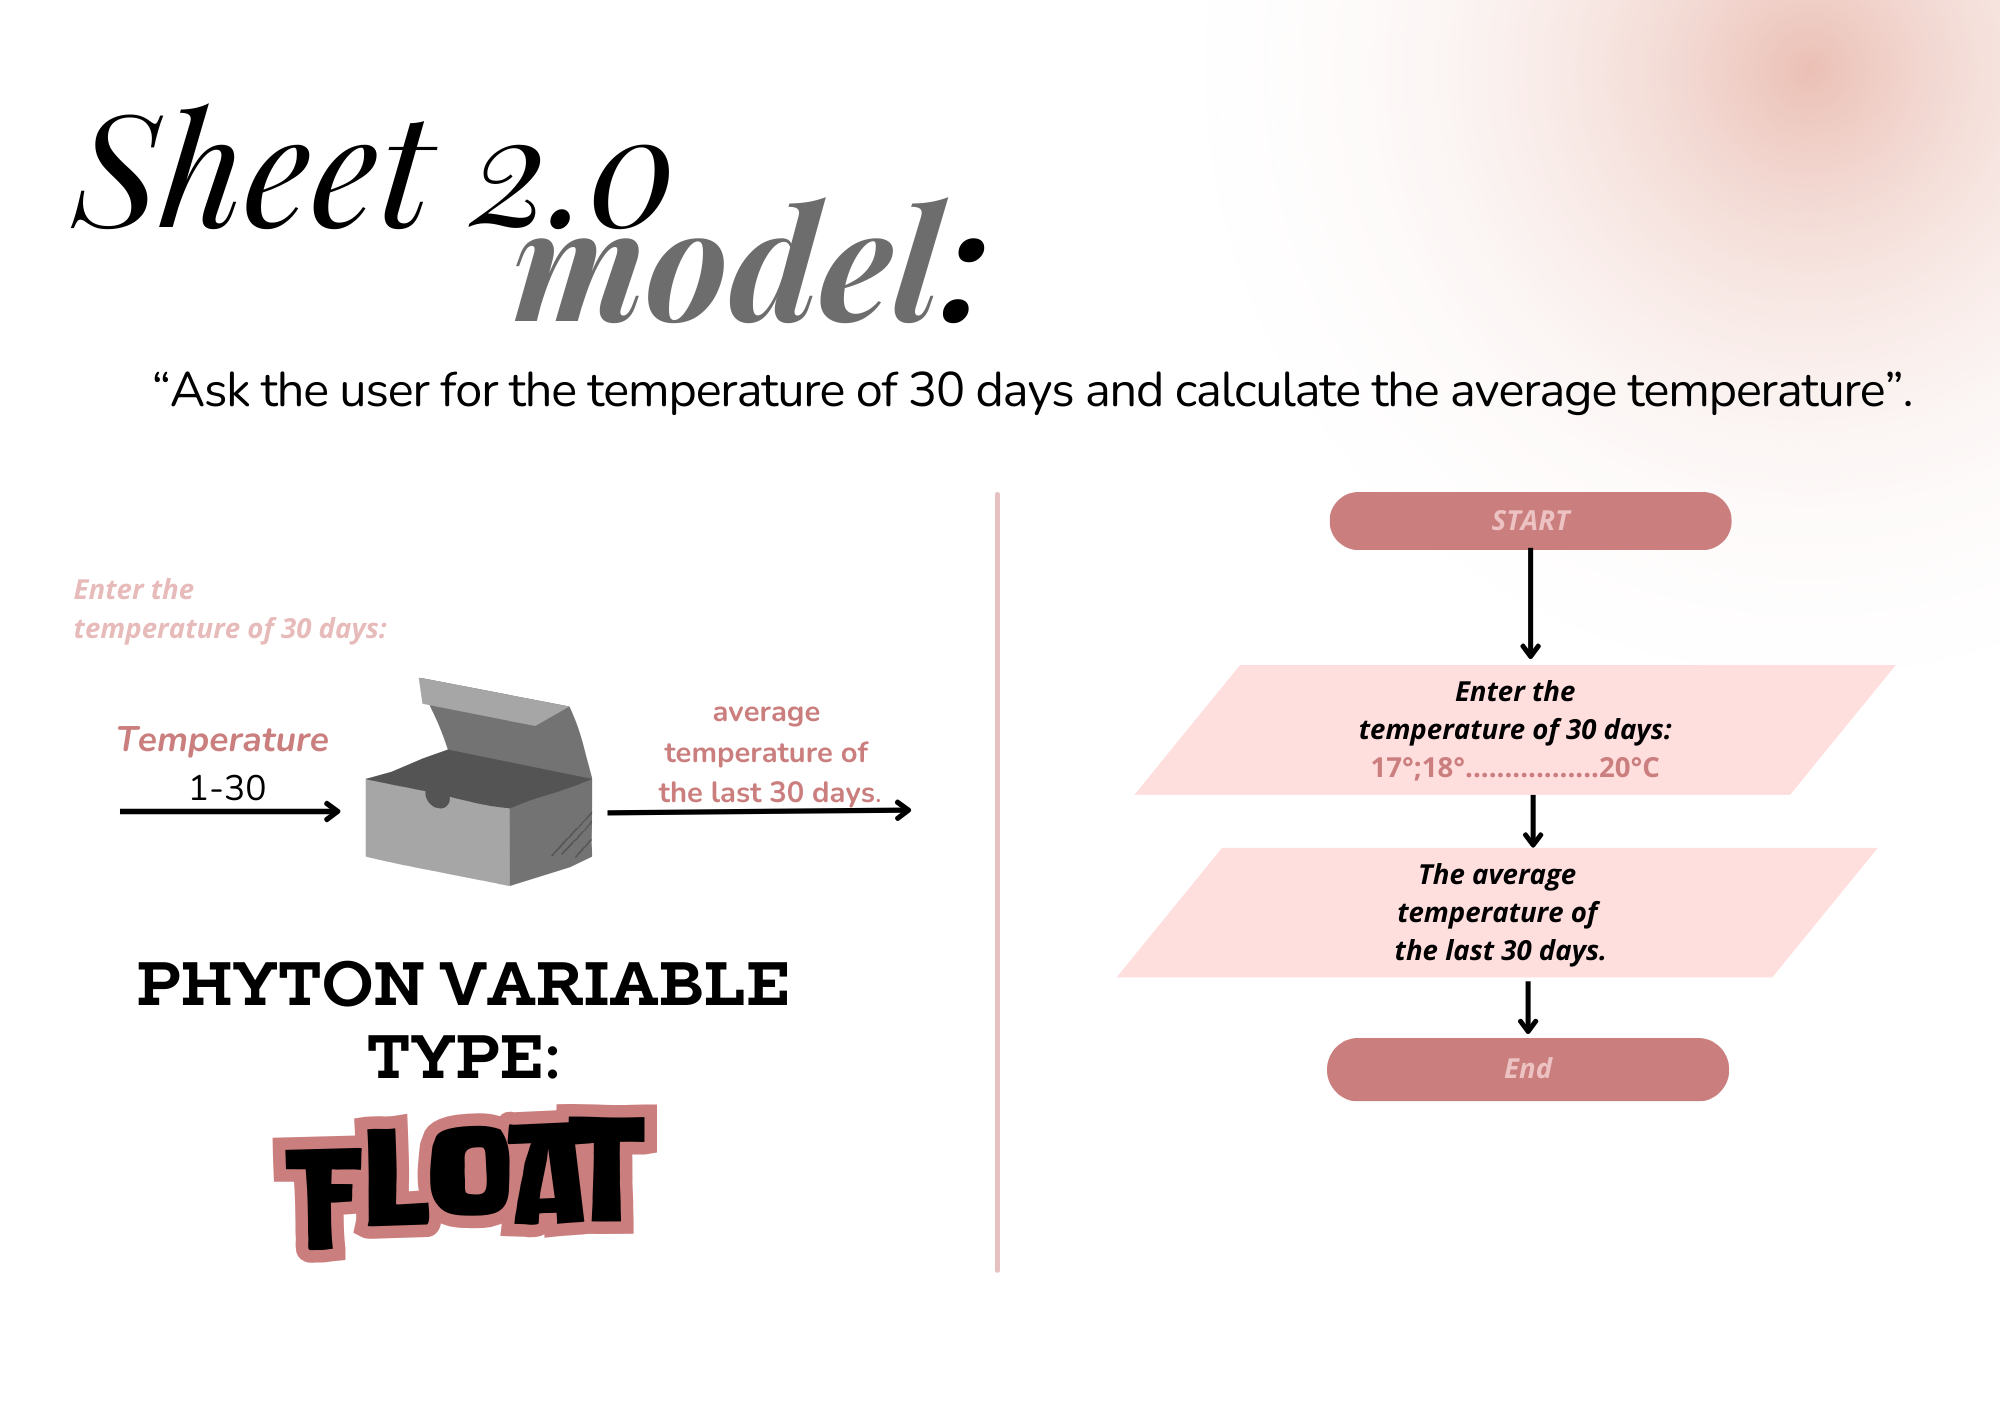 Sheet 2.0
model:
“Ask the user for the temperature of 30 days and calculate the average temperature”.
Enter the
temperature of 30 days:
Temperature
1-30
average
temperature of
the last 30 days.
PHYTON VARIABLE
TYPE:
FLOAT
START
Enter the
temperature of 30 days:
17°;18°.................20°C
The average
temperature of
the last 30 days.
End